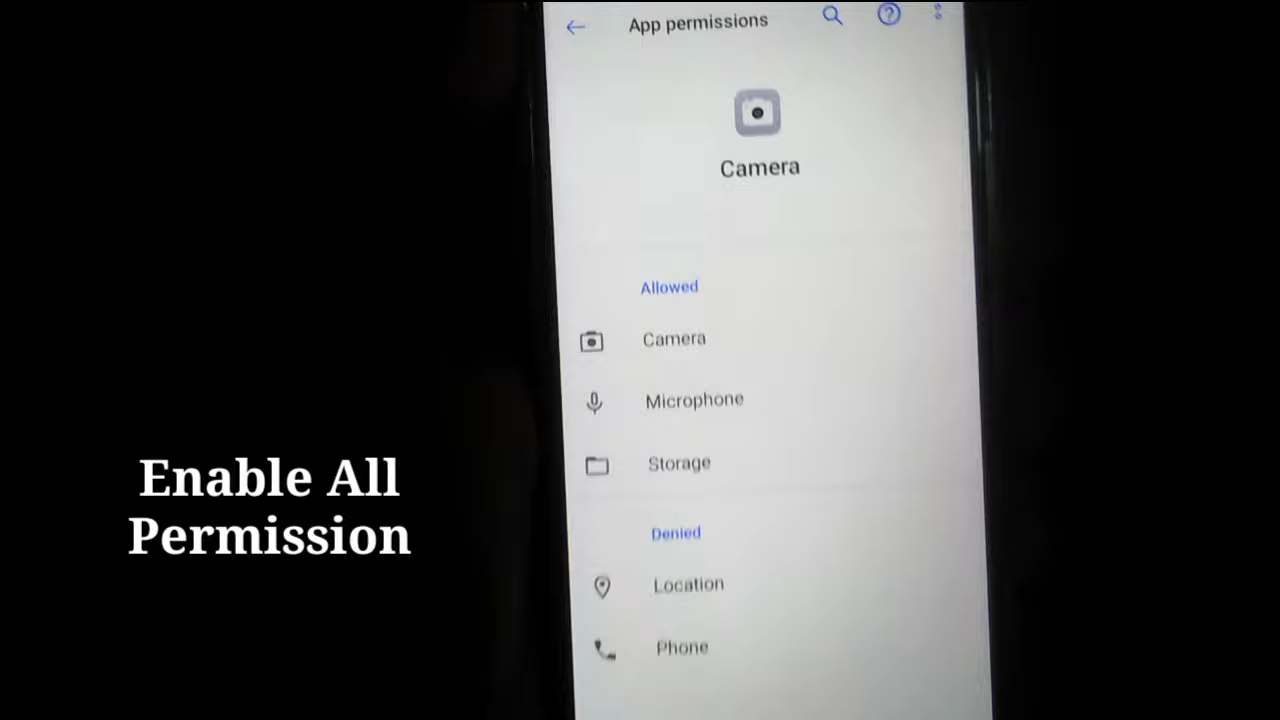 App permissions
Camera
Allowed
Camera
Microphone
Storage
Denied
Location
Phone
Enable All
Permission